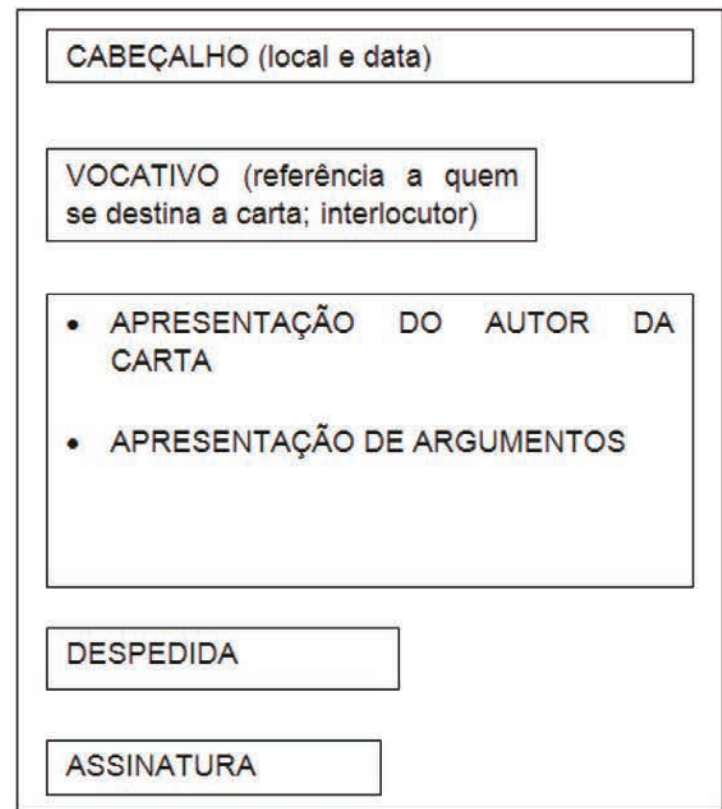 CABEÇALHO (local e data)
VOCATIVO (referência a quem
se destina a carta; interlocutor)
• APRESENTAÇÃO DO AUTOR DA
CARTA
• APRESENTAÇÃO DE ARGUMENTOS
DESPEDIDA
ASSINATURA